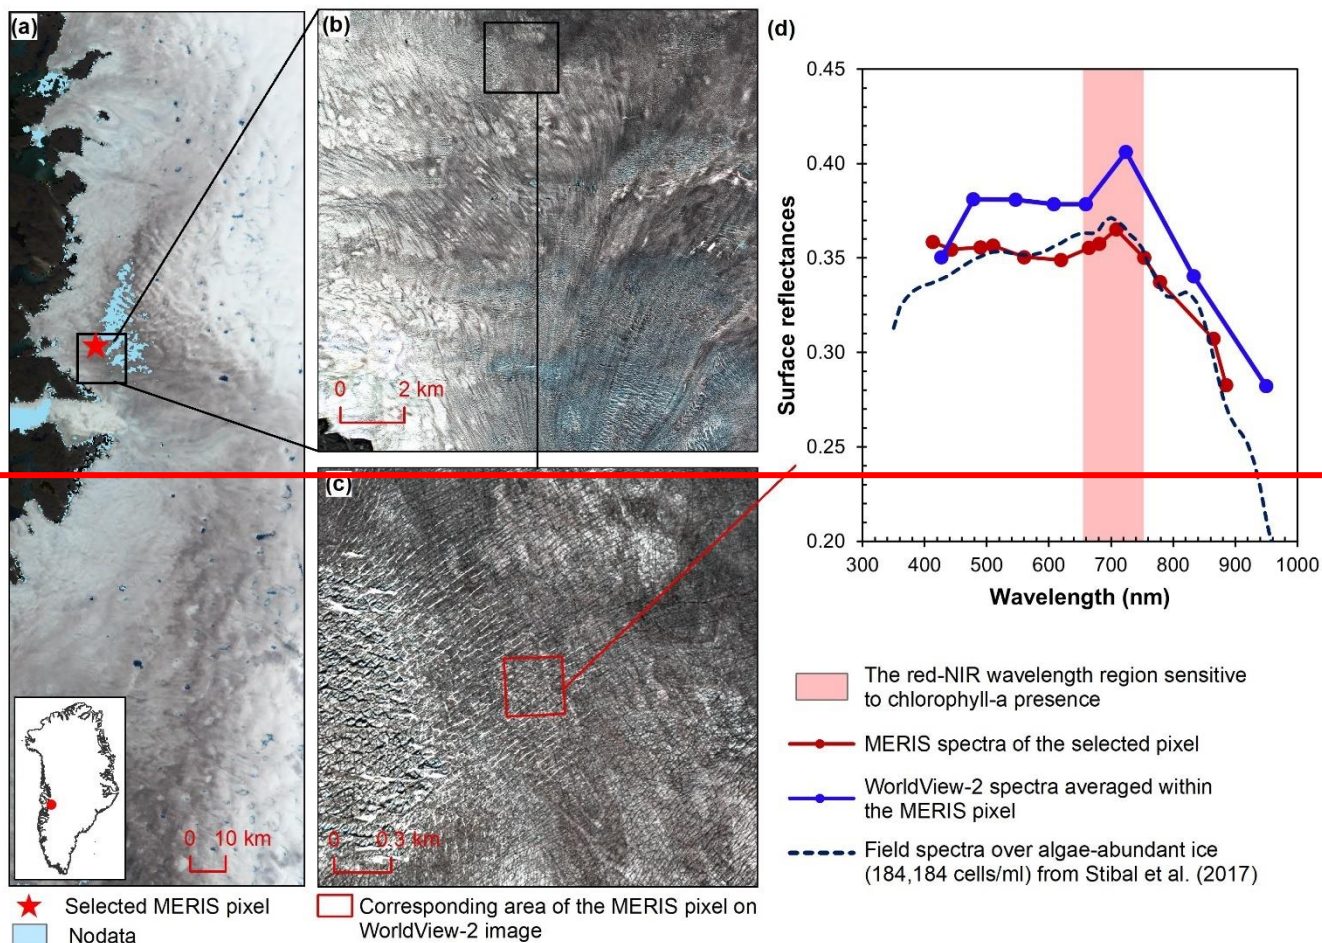 (a)
(b)
(d)
0.45
0.40
0.35
0.30
0.25
0.20
Surface reflectances
300 400 500 600 700 800 900 1000
Wavelength (nm)
0 2 km
(c)
0 10 km
0 0.3 km
The red-NIR wavelength region sensitive
to chlorophyll-a presence
MERIS spectra of the selected pixel
WorldView-2 spectra averaged within
the MERIS pixel
Field spectra over algae-abundant ice
(184,184 cells/ml) from Stibal et al. (2017)
Selected MERIS pixel
Nodata
Corresponding area of the MERIS pixel on
WorldView-2 image